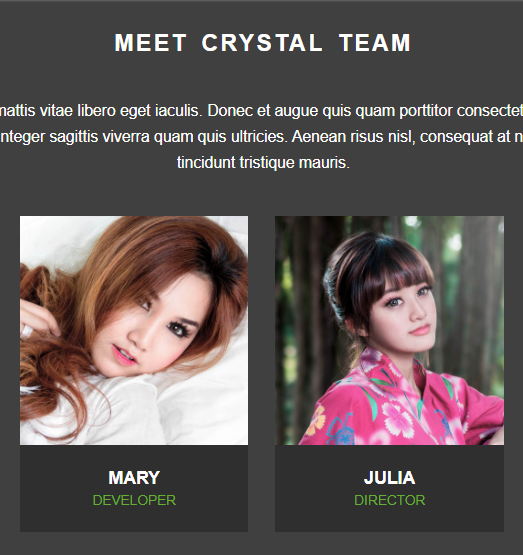 MEET CRYSTAL TEAM
mattis vitae libero eget iaculis. Donec et augue quis quam porttitor
nteger sagittis viverra quam quis ultricies. Aenean risus nisl, consequat at
tincidunt tristique mauris.
MARY
DEVELOPER
JULIA
DIRECTOR